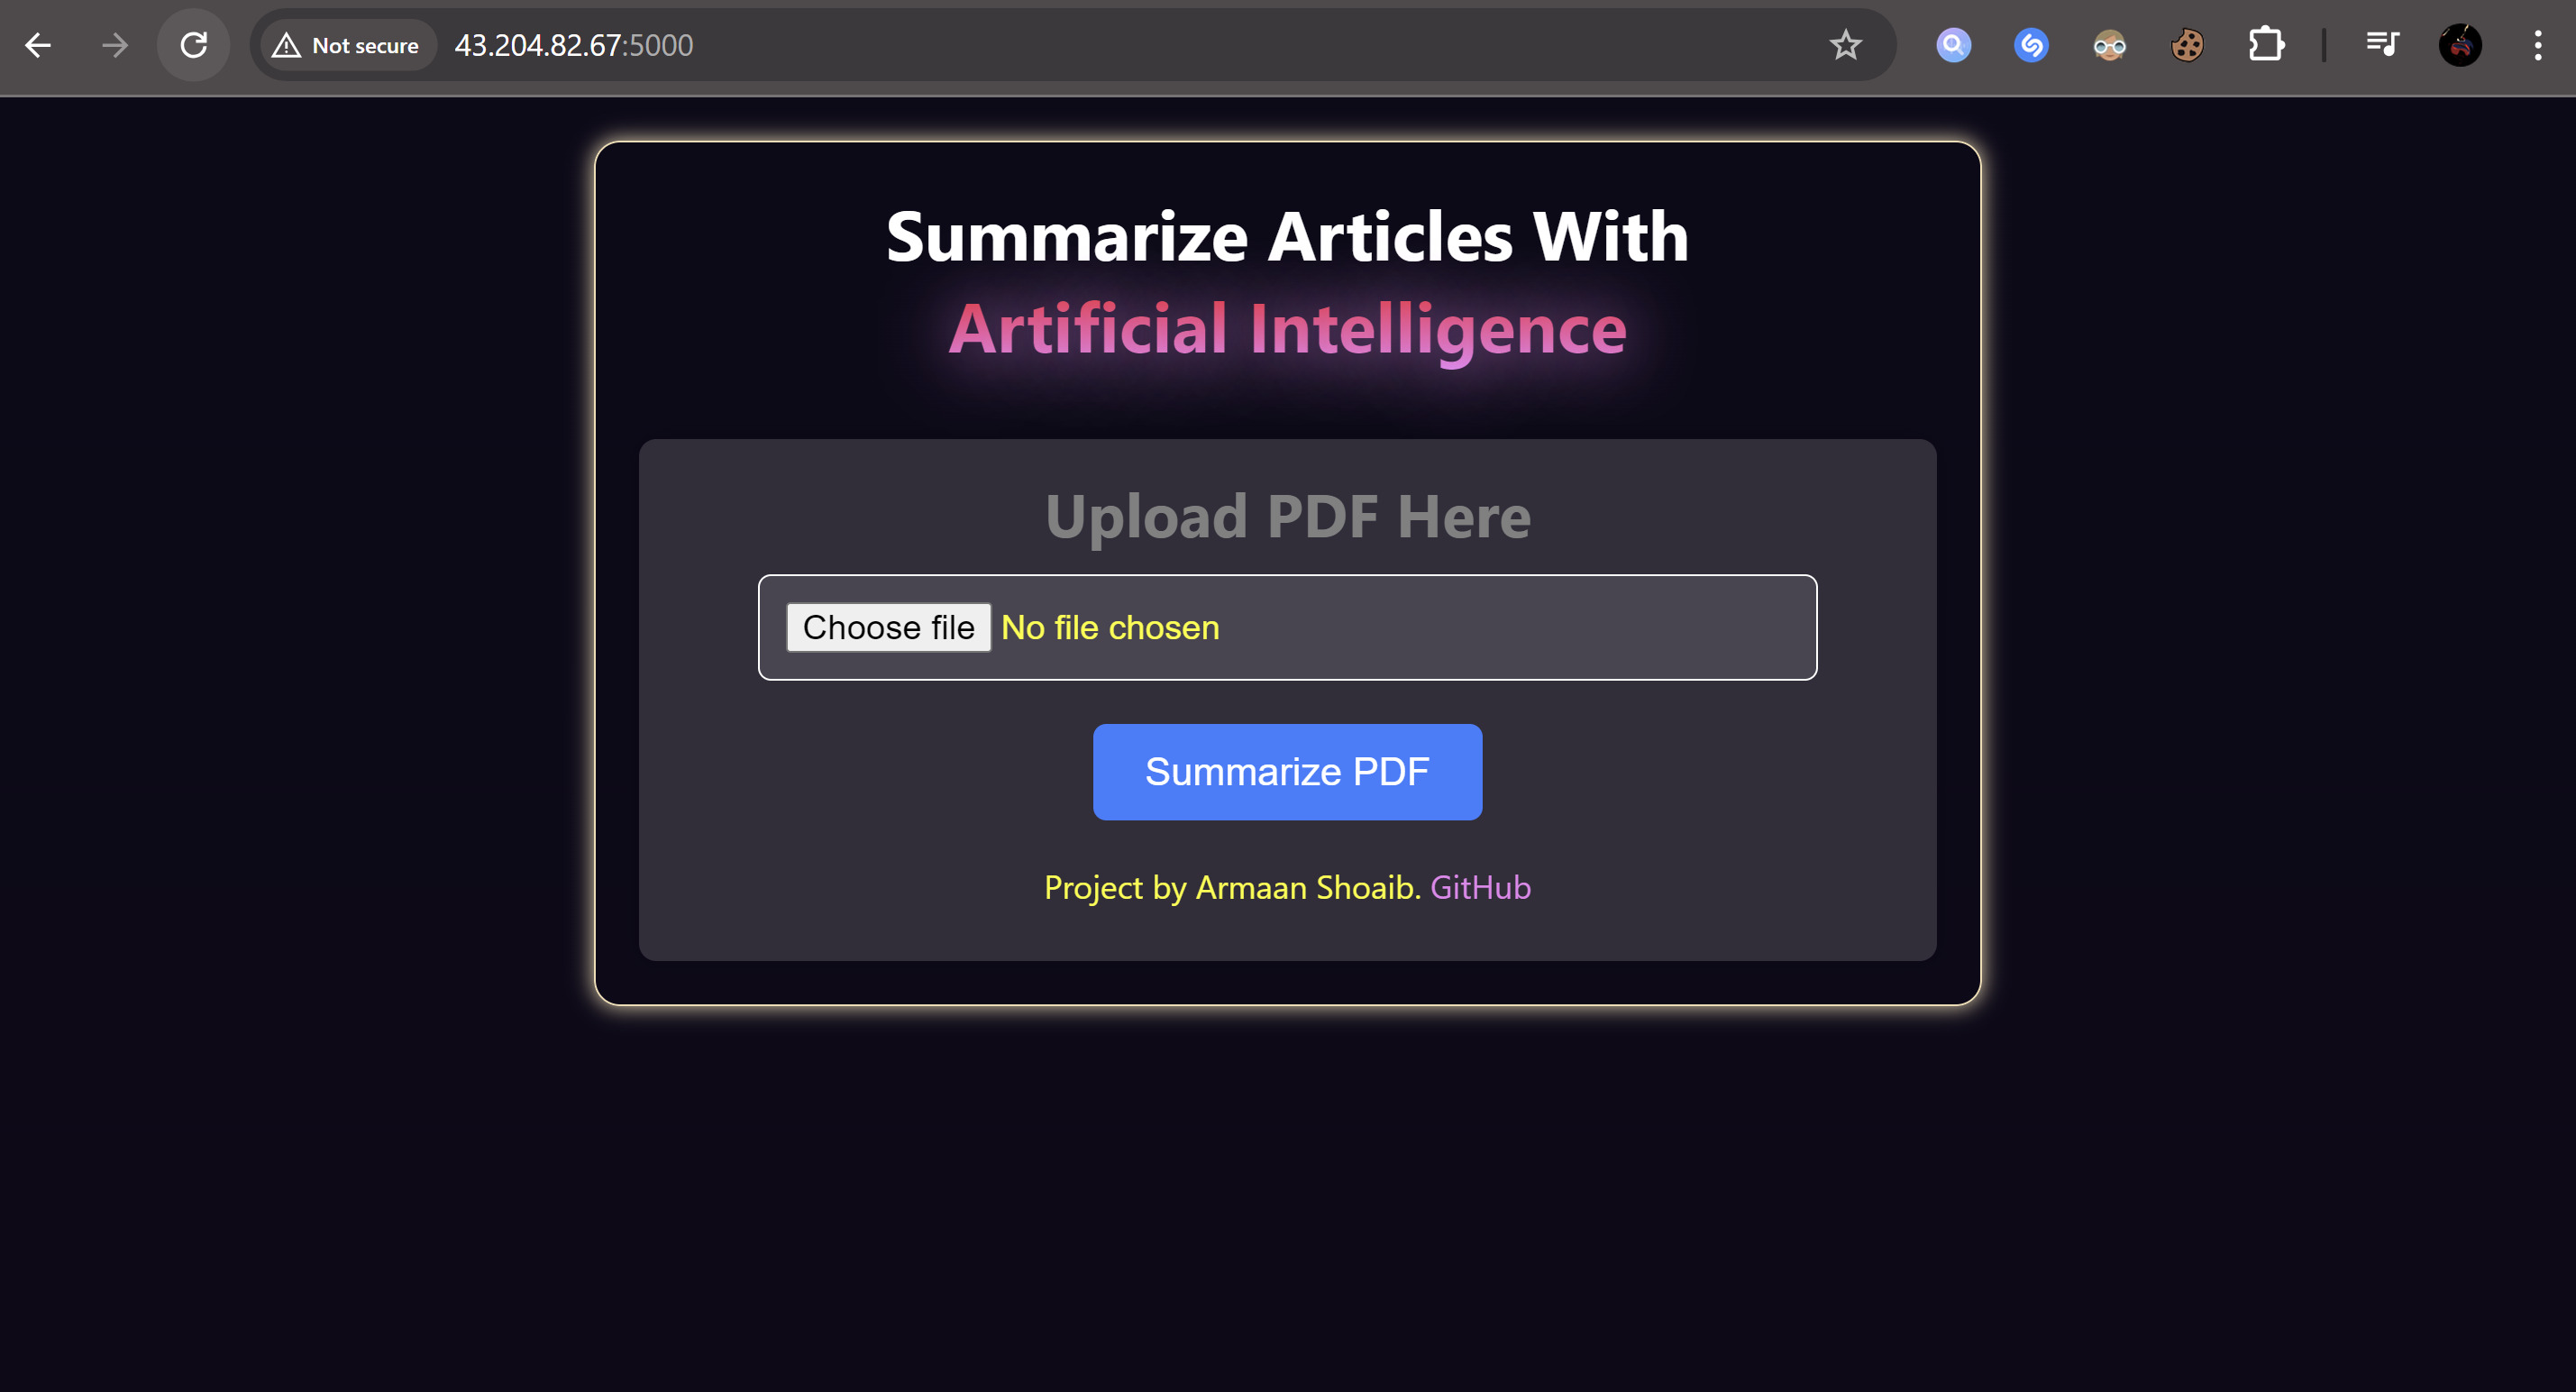 Not secure 43.204.82.67:5000
Summarize Articles With
Artificial Intelligence
Upload PDF Here
Choose file No file chosen
Summarize PDF
Project by Armaan Shoaib. GitHub